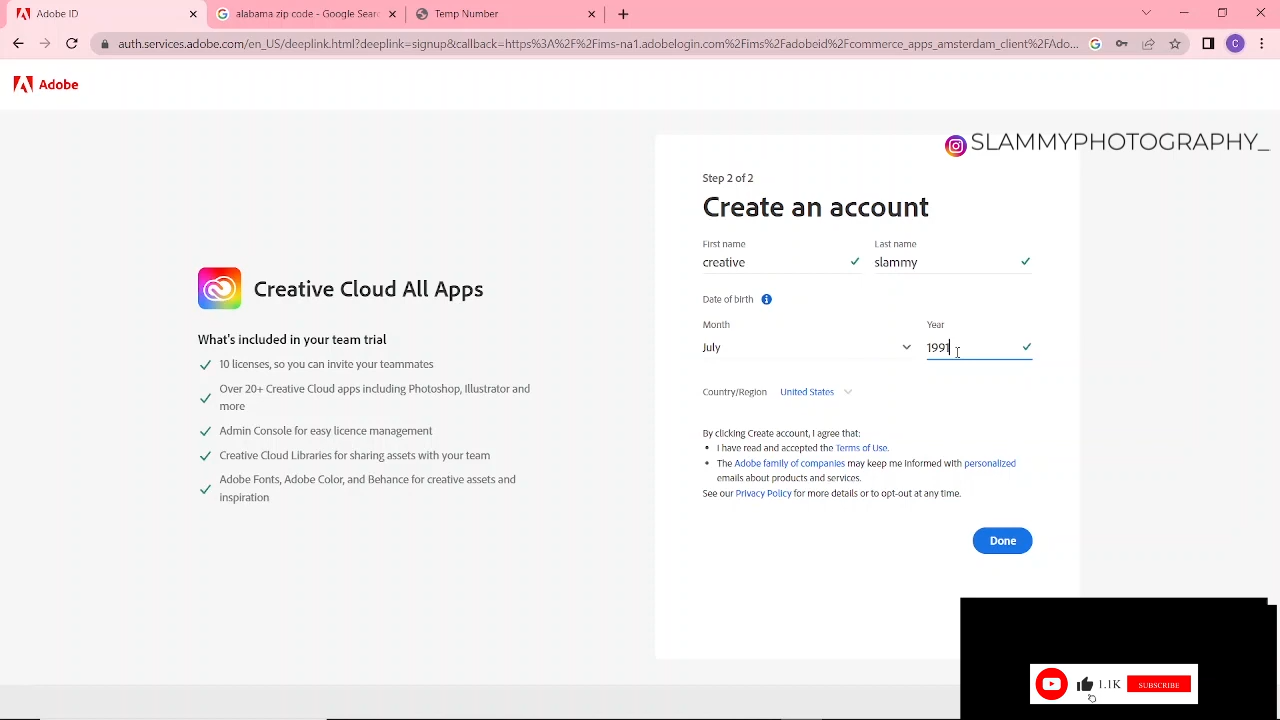 Adobe ID
alabama zip code - Google Searc
Temp Number
auth.services.adobe.com/en_US/deeplink.html?deeplink=signup&callback=https%3A%2F%2Fims-na1.adobelogin.com%2Fims%2Fadobeid%2Fcommerce_apps_amsterdam_client%2FAdo...
C
Adobe
SLAMMYPHOTOGRAPHY_
Step 2 of 2
Create an account
First name
Last name
creative
slammy
Date of birth
Month
Year
July
1991
Country/Region United States
By clicking Create account, I agree that:
• I have read and accepted the Terms of Use.
• The Adobe family of companies may keep me informed with personalized
emails about products and services.
See our Privacy Policy for more details or to opt-out at any time.
Done
Creative Cloud All Apps
What's included in your team trial
10 licenses, so you can invite your teammates
Over 20+ Creative Cloud apps including Photoshop, Illustrator and
more
Admin Console for easy licence management
Creative Cloud Libraries for sharing assets with your team
Adobe Fonts, Adobe Color, and Behance for creative assets and
inspiration
1.1K
SUBSCRIBE